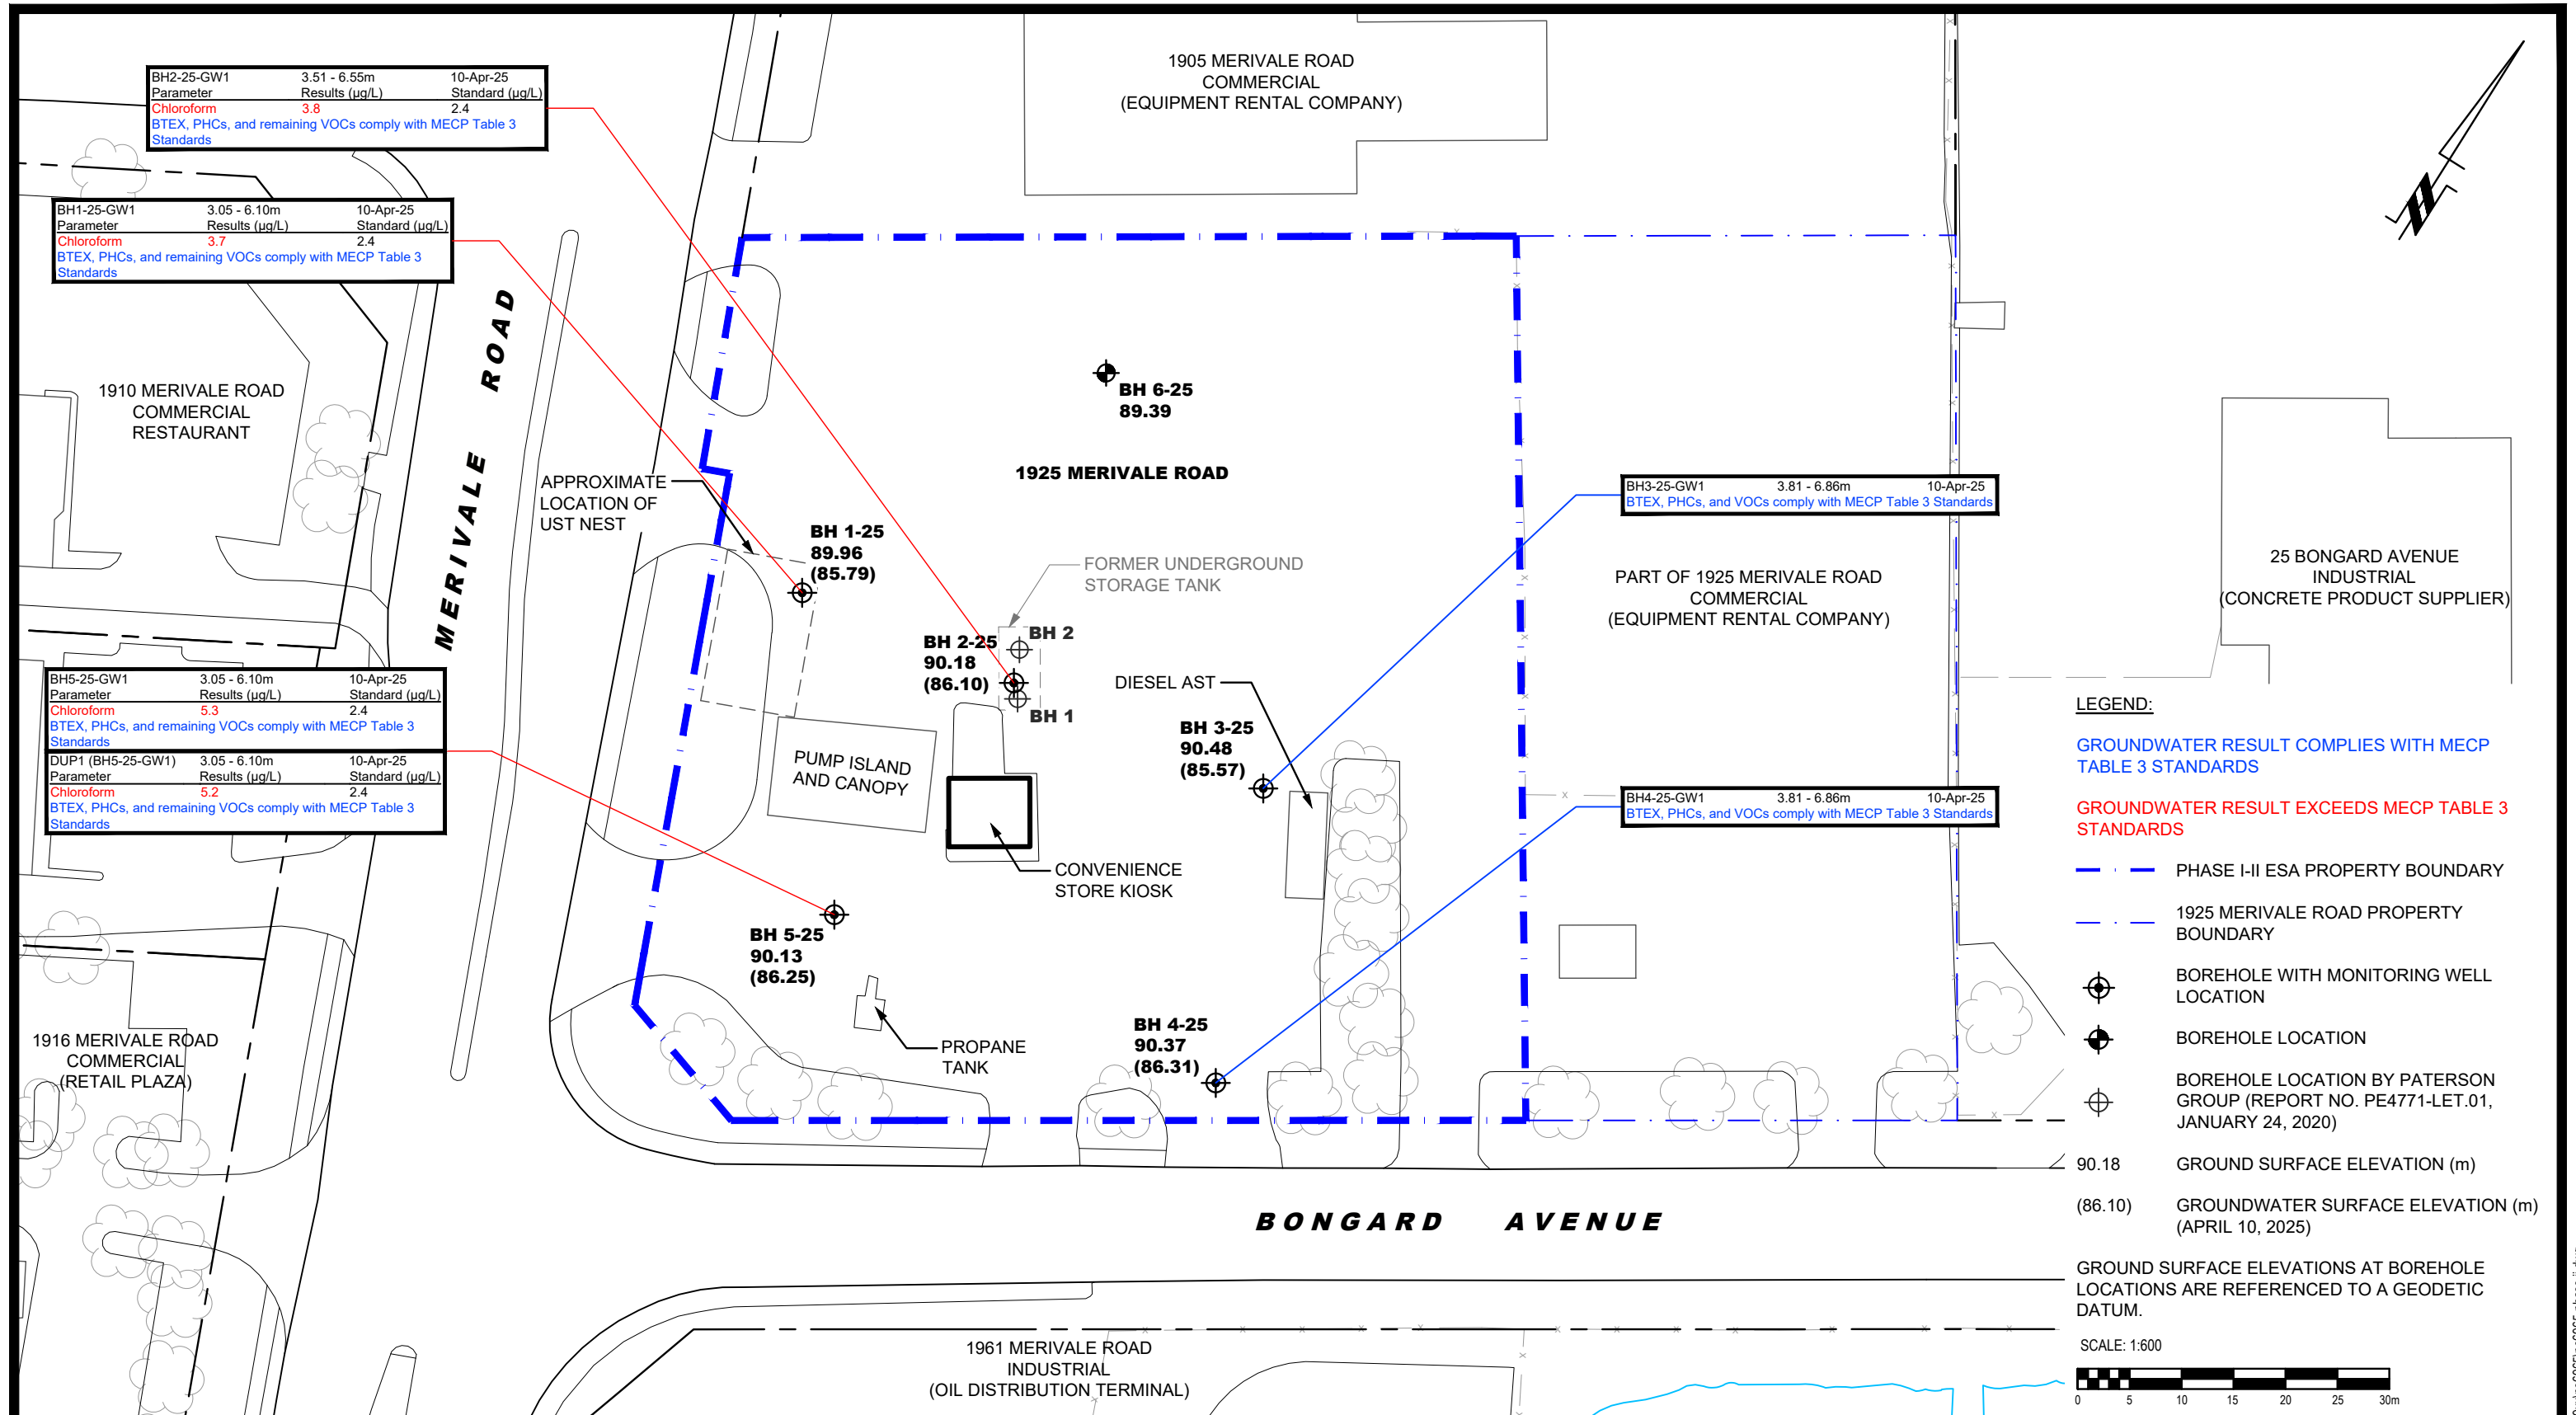 BH2-25-GW1 3.51 - 6.55m 10-Apr-25
Parameter Results (µg/L) Standard (µg/L)
Chloroform 3.8 2.4
BTEX, PHCs, and remaining VOCs comply with MECP Table 3
Standards
BH1-25-GW1 3.05 - 6.10m 10-Apr-25
Parameter Results (µg/L) Standard (µg/L)
Chloroform 3.7 2.4
BTEX, PHCs, and remaining VOCs comply with MECP Table 3
Standards
1905 MERIVALE ROAD
COMMERCIAL
(EQUIPMENT RENTAL COMPANY)
1910 MERIVALE ROAD
COMMERCIAL
RESTAURANT
MERIVALE ROAD
BH 6-25
89.39
1925 MERIVALE ROAD
APPROXIMATE
LOCATION OF
UST NEST
BH 1-25
89.96
(85.79)
FORMER UNDERGROUND
STORAGE TANK
BH3-25-GW1 3.81 - 6.86m 10-Apr-25
BTEX, PHCs, and VOCs comply with MECP Table 3 Standards
PART OF 1925 MERIVALE ROAD
COMMERCIAL
(EQUIPMENT RENTAL COMPANY)
25 BONGARD AVENUE
INDUSTRIAL
(CONCRETE PRODUCT SUPPLIER)
BH 2-25
90.18
(86.10)
BH 2
BH 1
DIESEL AST
BH 3-25
90.48
(85.57)
BH5-25-GW1 3.05 - 6.10m 10-Apr-25
Parameter Results (µg/L) Standard (µg/L)
Chloroform 5.3 2.4
BTEX, PHCs, and remaining VOCs comply with MECP Table 3
Standards
DUP1 (BH5-25-GW1) 3.05 - 6.10m 10-Apr-25
Parameter Results (µg/L) Standard (µg/L)
Chloroform 5.2 2.4
BTEX, PHCs, and remaining VOCs comply with MECP Table 3
Standards
PUMP ISLAND
AND CANOPY
BH4-25-GW1 3.81 - 6.86m 10-Apr-25
BTEX, PHCs, and VOCs comply with MECP Table 3 Standards
CONVENIENCE
STORE KIOSK
BH 5-25
90.13
(86.25)
PROPANE
TANK
BH 4-25
90.37
(86.31)
1916 MERIVALE ROAD
COMMERCIAL
(RETAIL PLAZA)
BONGARD AVENUE
1961 MERIVALE ROAD
INDUSTRIAL
(OIL DISTRIBUTION TERMINAL)
LEGEND:
GROUNDWATER RESULT COMPLIES WITH MECP
TABLE 3 STANDARDS
GROUNDWATER RESULT EXCEEDS MECP TABLE 3
STANDARDS
PHASE I-II ESA PROPERTY BOUNDARY
1925 MERIVALE ROAD PROPERTY
BOUNDARY
BOREHOLE WITH MONITORING WELL
LOCATION
BOREHOLE LOCATION
BOREHOLE LOCATION BY PATERSON
GROUP (REPORT NO. PE4771-LET.01,
JANUARY 24, 2020)
90.18 GROUND SURFACE ELEVATION (m)
(86.10) GROUNDWATER SURFACE ELEVATION (m)
(APRIL 10, 2025)
GROUND SURFACE ELEVATIONS AT BOREHOLE
LOCATIONS ARE REFERENCED TO A GEODETIC
DATUM.
SCALE: 1:600
0 5 10 15 20 25 30m